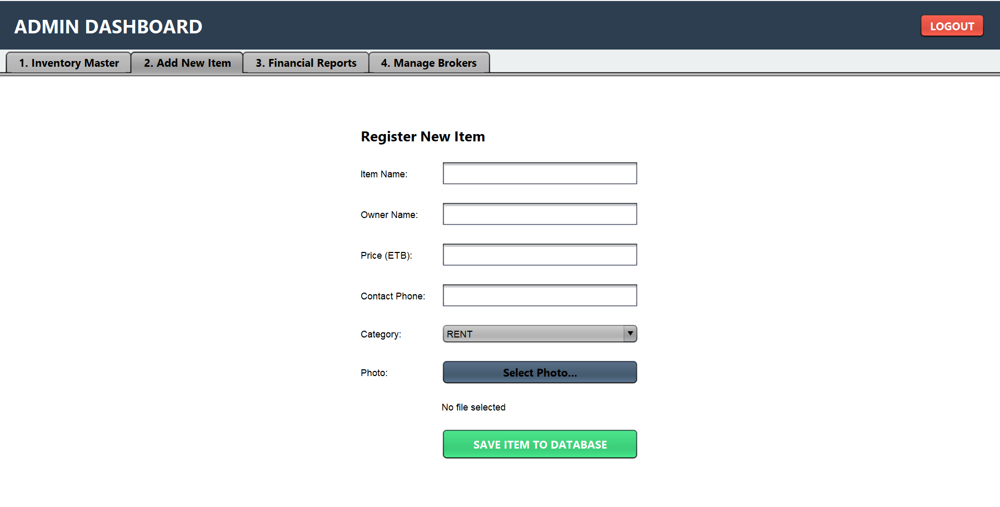 ADMIN DASHBOARD
LOGOUT
1. Inventory Master
2. Add New Item
3. Financial Reports
4. Manage Brokers
Register New Item
Item Name:
Owner Name:
Price (ETB):
Contact Phone:
Category:
RENT
Photo:
Select Photo...
No file selected
SAVE ITEM TO DATABASE